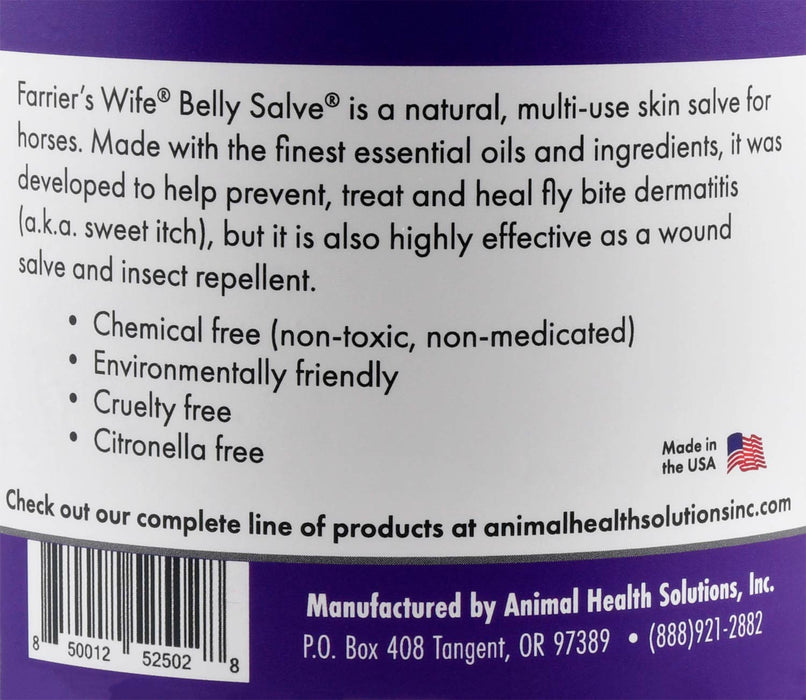 Farrier's Wife® Belly Salve® is a natural, multi-use skin salve for
horses. Made with the finest essential oils and ingredients, it was
developed to help prevent, treat and heal fly bite dermatitis
(a.k.a. sweet itch), but it is also highly effective as a wound
salve and insect repellent.
• Chemical free (non-toxic, non-medicated)
• Environmentally friendly
• Cruelty free
• Citronella free
Made in
the USA
Check out our complete line of products at animalhealthsolutionsinc.com
8 50012 52502 8
Manufactured by Animal Health Solutions, Inc.
P.O. Box 408 Tangent, OR 97389 • (888)921-2882